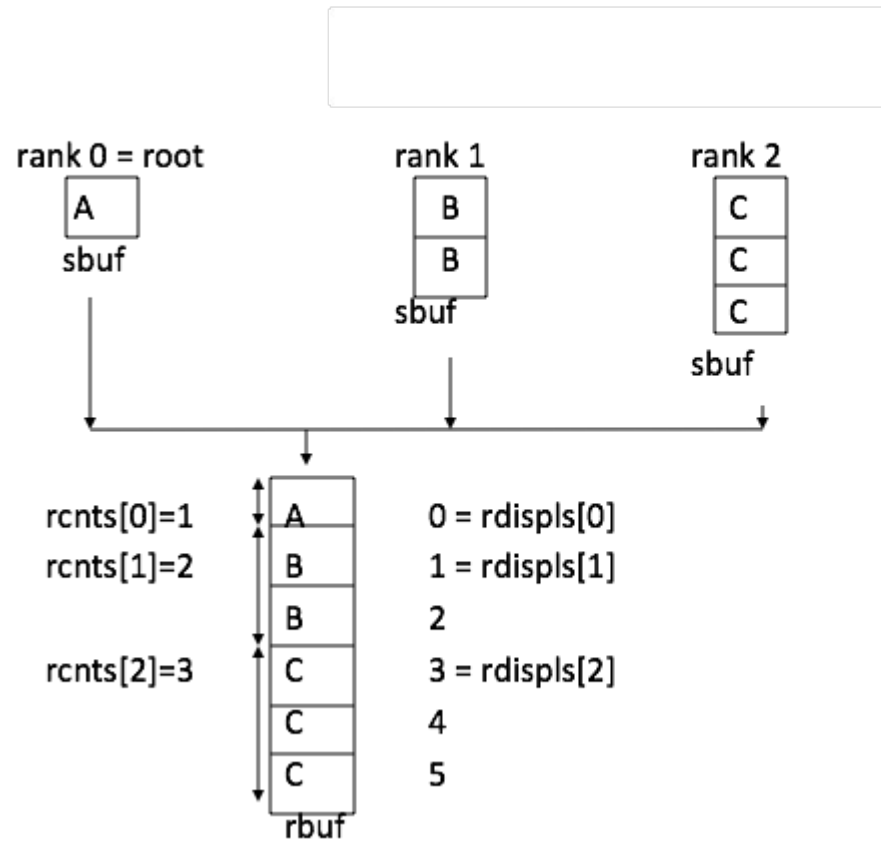 rank 0 = root rank 1 rank 2
A B C
sbuf B C
sbuf C
sbuf
rcnts[0]=1 A 0 = rdispls[0]
rcnts[1]=2 B 1 = rdispls[1]
B 2
rcnts[2]=3 C 3 = rdispls[2]
C 4
C 5
rbuf